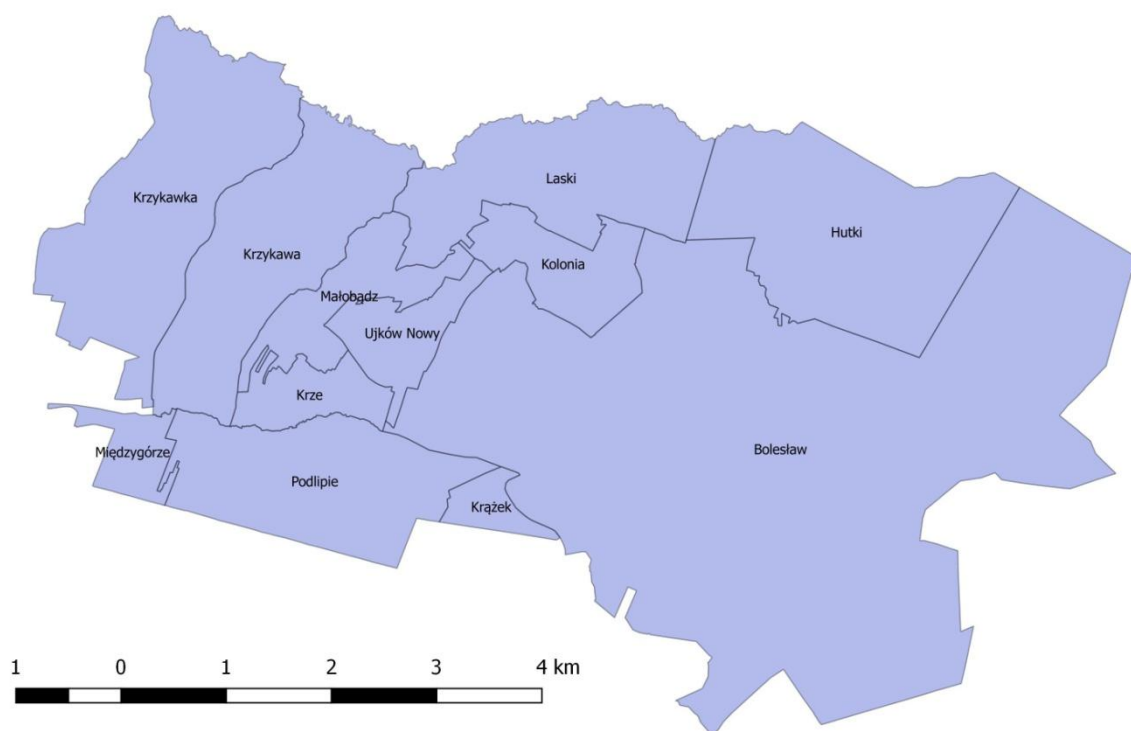 Laski
Krzykawka
Hutki
Krzykawa
Kolonia
Małobądz
Ujków Nowy
Krze
Bolesław
Międzygórze
Podlipie
Krążek
1 0 1 2 3 4 km